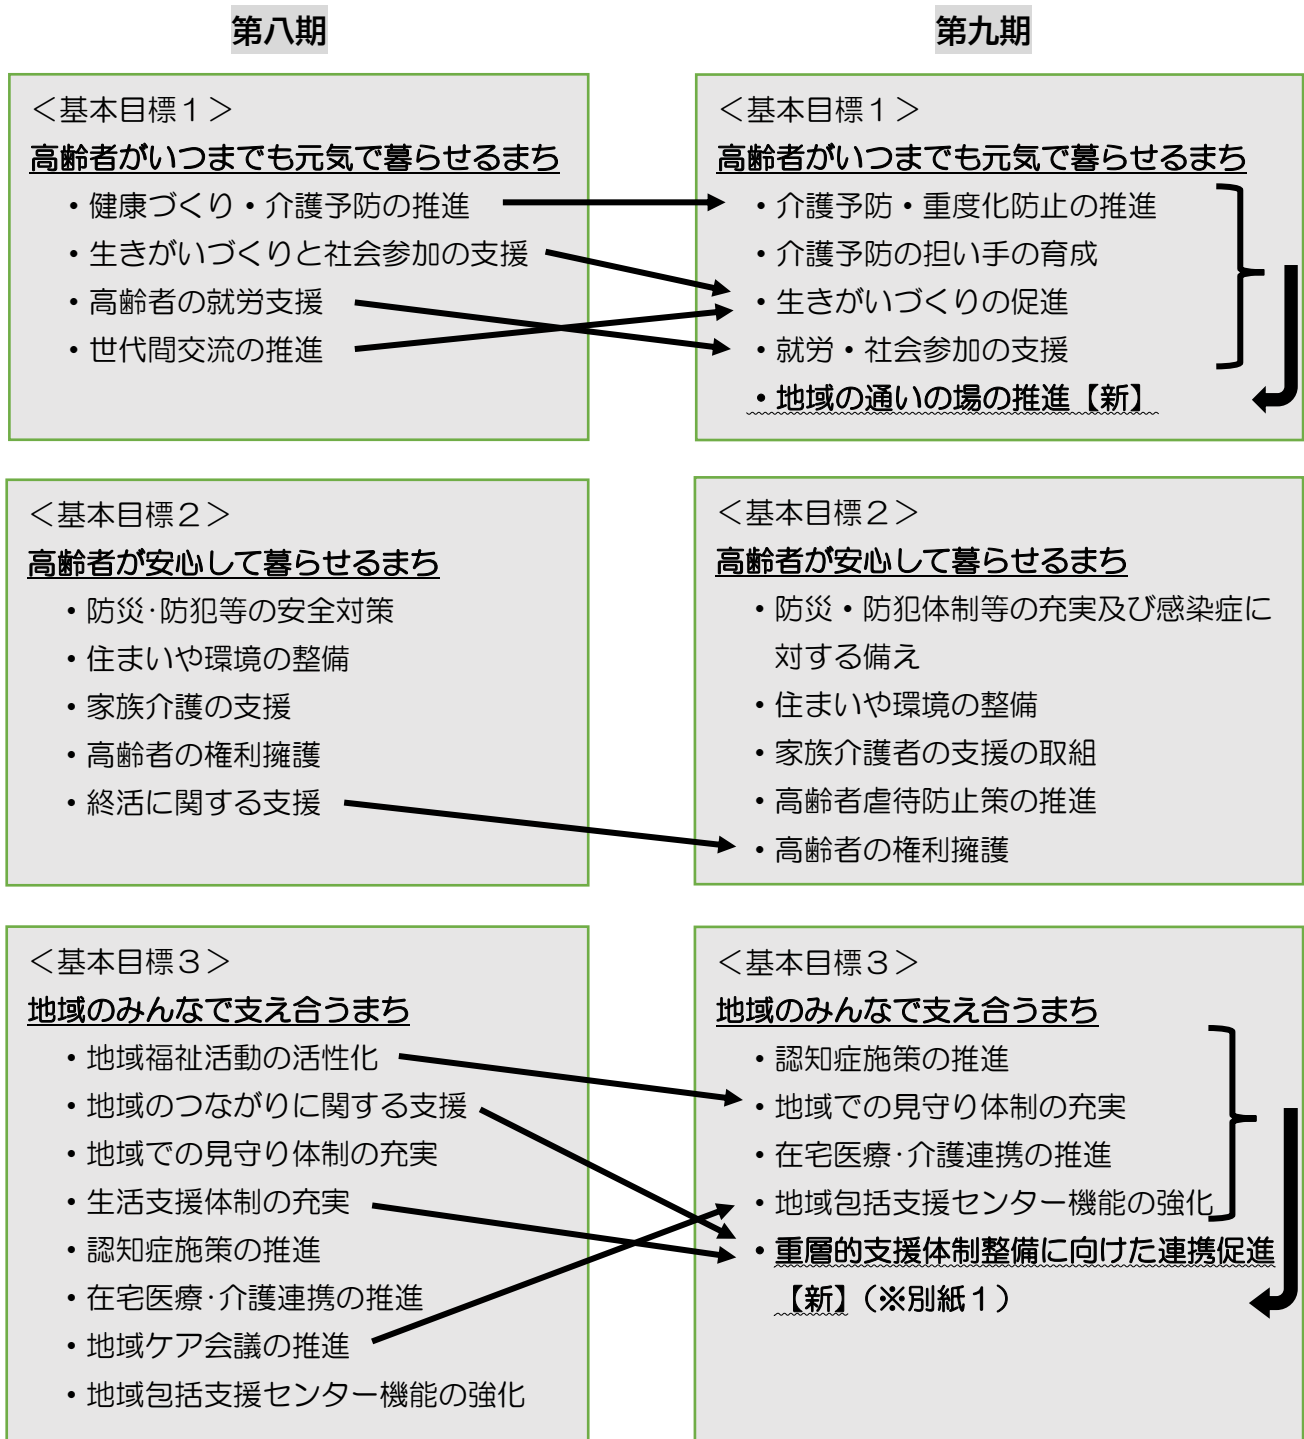 第八期
＜基本目標１＞
高齢者がいつまでも元気で暮らせるまち
・健康づくり・介護予防の推進
・生きがいづくりと社会参加の支援
・高齢者の就労支援
・世代間交流の推進
＜基本目標２＞
高齢者が安心して暮らせるまち
・防災･防犯等の安全対策
・住まいや環境の整備
・家族介護の支援
・高齢者の権利擁護
・終活に関する支援
＜基本目標３＞
地域のみんなで支え合うまち
・地域福祉活動の活性化
・地域のつながりに関する支援
・地域での見守り体制の充実
・生活支援体制の充実
・認知症施策の推進
・在宅医療･介護連携の推進
・地域ケア会議の推進
・地域包括支援センター機能の強化
第九期
＜基本目標１＞
高齢者がいつまでも元気で暮らせるまち
・介護予防・重度化防止の推進
・介護予防の担い手の育成
・生きがいづくりの促進
・就労・社会参加の支援
・地域の通いの場の推進【新】
＜基本目標２＞
高齢者が安心して暮らせるまち
・防災・防犯体制等の充実及び感染症に
対する備え
・住まいや環境の整備
・家族介護者の支援の取組
・高齢者虐待防止策の推進
・高齢者の権利擁護
＜基本目標３＞
地域のみんなで支え合うまち
・認知症施策の推進
・地域での見守り体制の充実
・在宅医療･介護連携の推進
・地域包括支援センター機能の強化
・重層的支援体制整備に向けた連携促進
【新】（※別紙１）